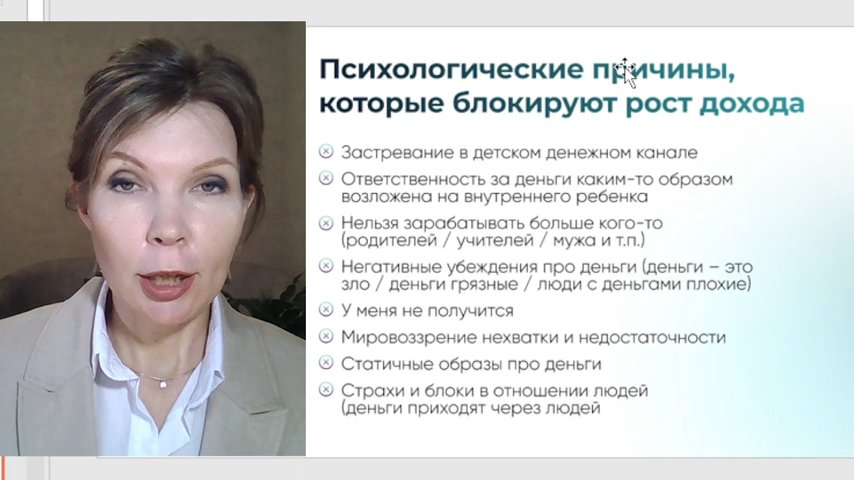 Психологические причины,
которые блокируют рост дохода
Застревание в детском денежном канале
Ответственность за деньги каким-то образом
возложена на внутреннего ребенка
Нельзя зарабатывать больше кого-то
(родителей / учителей / мужа и т.п.)
Негативные убеждения про деньги (деньги – это
зло / деньги грязные / люди с деньгами плохие)
У меня не получится
Мировоззрение нехватки и недостаточности
Статичные образы про деньги
Страхи и блоки в отношении людей
(деньги приходят через людей